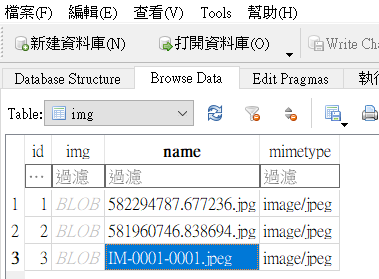 檔案(F) 編輯(E) 查看(V) Tools 幫助(H)
新建資料庫(N) 打開資料庫(O) Write Cha
Database Structure Browse Data Edit Pragmas 執行
Table: img
id img name mimetype
… 過濾 過濾 過濾
1 1 BLOB 582294787.677236.jpg image/jpeg
2 2 BLOB 581960746.838694.jpg image/jpeg
3 3 BLOB IM-0001-0001.jpeg image/jpeg